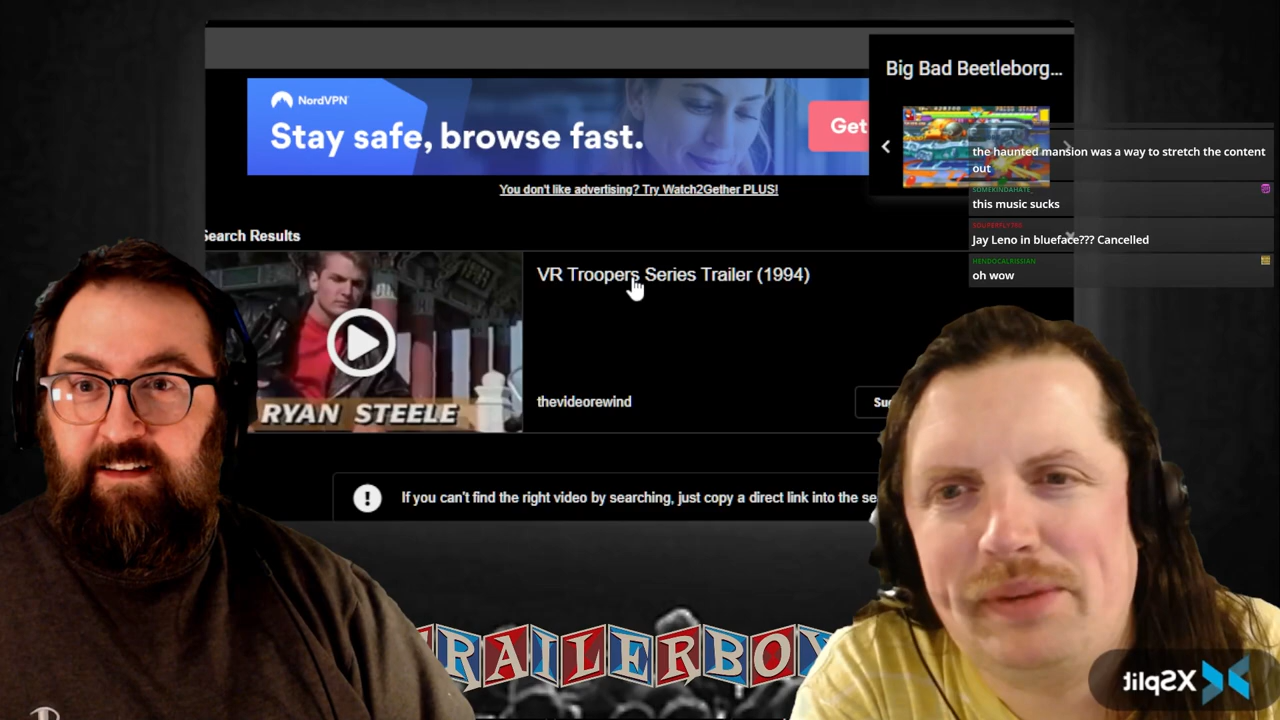 Big Bad Beetleborg...
NordVPN
Stay safe, browse fast.
Get
You don't like advertising? Try Watch2Gether PLUS!
the haunted mansion was a way to stretch the content
out
SOMEKINDAHATE_
this music sucks
Jay Leno in blueface??? Cancelled
HENDOCALRISSIAN
oh wow
Search Results
VR Troopers Series Trailer (1994)
RYAN STEELE
thevideorewind
Su
If you can't find the right video by searching, just copy a direct link into the se
TRAILERBOX
XSplit